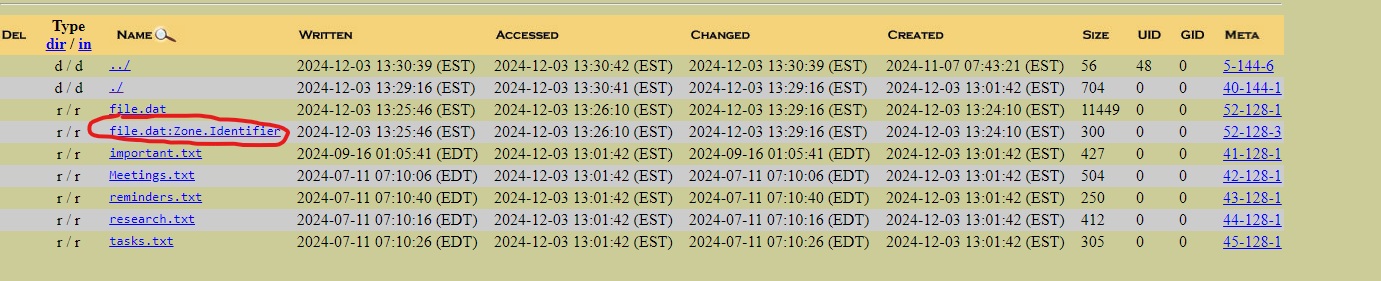 DEL Type dir / in NAME WRITTEN ACCESSED CHANGED CREATED SIZE UID GID META
d / d ../ 2024-12-03 13:30:39 (EST) 2024-12-03 13:30:42 (EST) 2024-12-03 13:30:39 (EST) 2024-11-07 07:43:21 (EST) 56 48 0 5-144-6
d / d ./ 2024-12-03 13:29:16 (EST) 2024-12-03 13:30:41 (EST) 2024-12-03 13:29:16 (EST) 2024-12-03 13:01:42 (EST) 704 0 0 40-144-1
r / r file.dat 2024-12-03 13:25:46 (EST) 2024-12-03 13:26:10 (EST) 2024-12-03 13:29:16 (EST) 2024-12-03 13:24:10 (EST) 11449 0 0 52-128-1
r / r file.dat:Zone.Identifier 2024-12-03 13:25:46 (EST) 2024-12-03 13:26:10 (EST) 2024-12-03 13:29:16 (EST) 2024-12-03 13:24:10 (EST) 300 0 0 52-128-3
r / r important.txt 2024-09-16 01:05:41 (EDT) 2024-12-03 13:01:42 (EST) 2024-09-16 01:05:41 (EDT) 2024-12-03 13:01:42 (EST) 427 0 0 41-128-1
r / r Meetings.txt 2024-07-11 07:10:06 (EDT) 2024-12-03 13:01:42 (EST) 2024-07-11 07:10:06 (EDT) 2024-12-03 13:01:42 (EST) 504 0 0 42-128-1
r / r reminders.txt 2024-07-11 07:10:40 (EDT) 2024-12-03 13:01:42 (EST) 2024-07-11 07:10:40 (EDT) 2024-12-03 13:01:42 (EST) 250 0 0 43-128-1
r / r research.txt 2024-07-11 07:10:16 (EDT) 2024-12-03 13:01:42 (EST) 2024-07-11 07:10:16 (EDT) 2024-12-03 13:01:42 (EST) 412 0 0 44-128-1
r / r tasks.txt 2024-07-11 07:10:26 (EDT) 2024-12-03 13:01:42 (EST) 2024-07-11 07:10:26 (EDT) 2024-12-03 13:01:42 (EST) 305 0 0 45-128-1